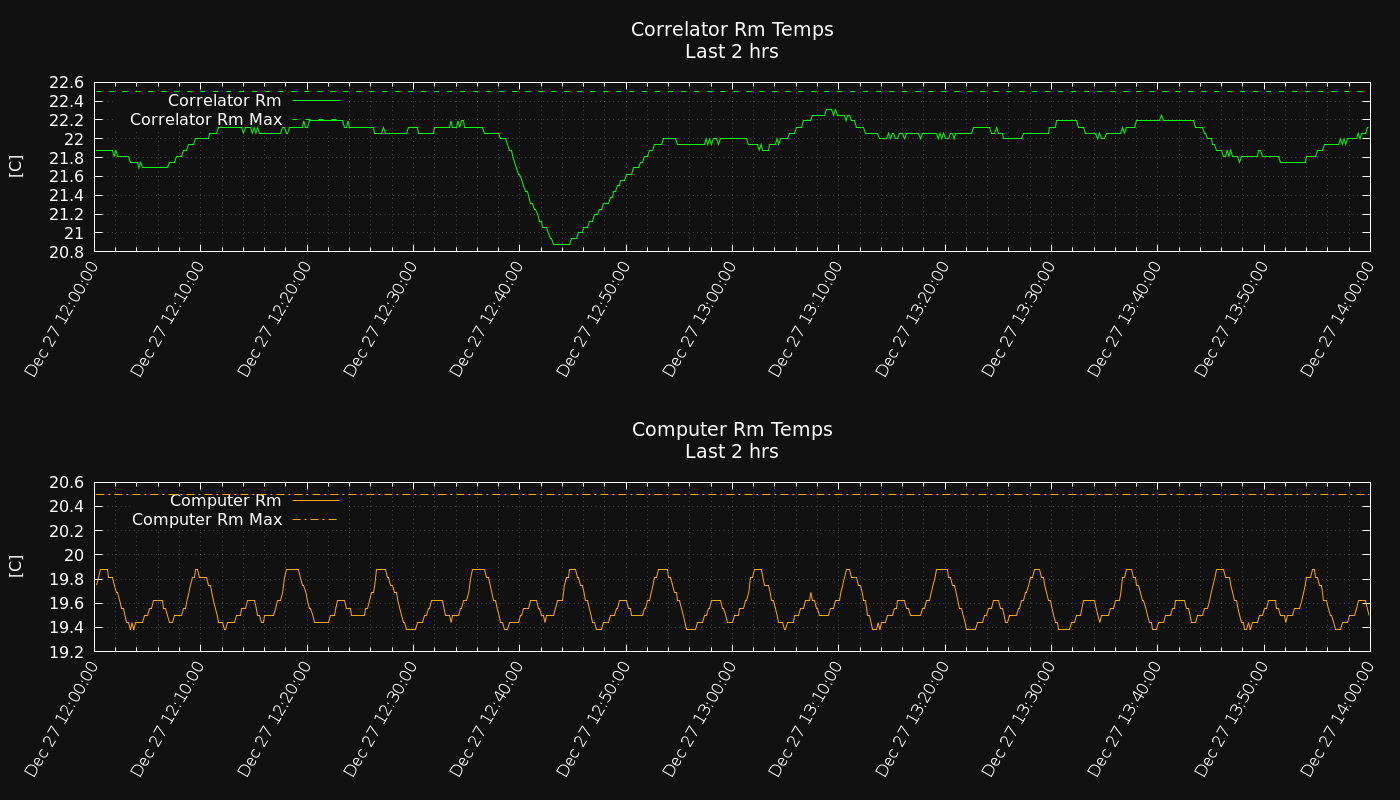 Correlator Rm Temps
Last 2 hrs
22.6
22.4
22.2
22
21.8
21.6
21.4
21.2
21
20.8
[C]
Correlator Rm
Correlator Rm Max
Dec 27 12:00:00
Dec 27 12:10:00
Dec 27 12:20:00
Dec 27 12:30:00
Dec 27 12:40:00
Dec 27 12:50:00
Dec 27 13:00:00
Dec 27 13:10:00
Dec 27 13:20:00
Dec 27 13:30:00
Dec 27 13:40:00
Dec 27 13:50:00
Dec 27 14:00:00
Computer Rm Temps
Last 2 hrs
20.6
20.4
20.2
20
19.8
19.6
19.4
19.2
[C]
Computer Rm
Computer Rm Max
Dec 27 12:00:00
Dec 27 12:10:00
Dec 27 12:20:00
Dec 27 12:30:00
Dec 27 12:40:00
Dec 27 12:50:00
Dec 27 13:00:00
Dec 27 13:10:00
Dec 27 13:20:00
Dec 27 13:30:00
Dec 27 13:40:00
Dec 27 13:50:00
Dec 27 14:00:00